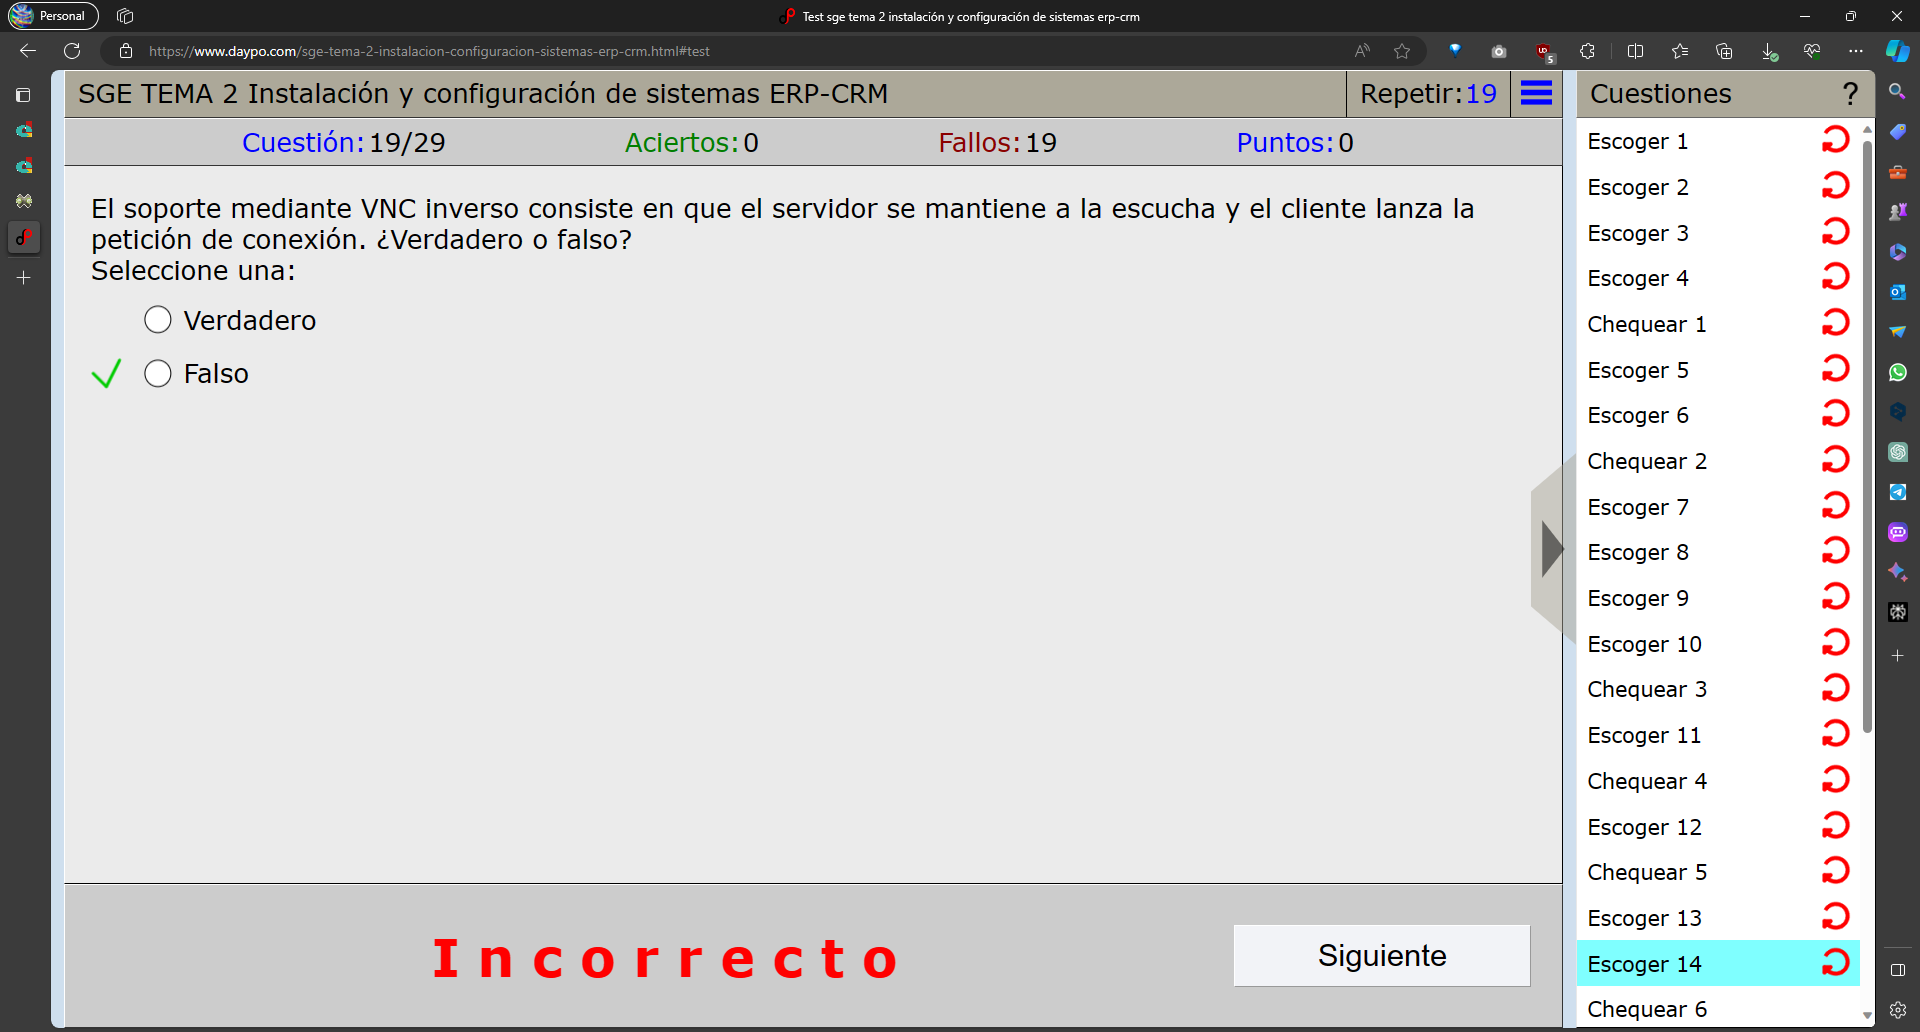 Personal
Test sge tema 2 instalación y configuración de sistemas erp-crm
https://www.daypo.com/sge-tema-2-instalacion-configuracion-sistemas-erp-crm.html#test
5
SGE TEMA 2 Instalación y configuración de sistemas ERP-CRM
Repetir:19
Cuestiones
?
Cuestión:19/29
Aciertos:0
Fallos:19
Puntos:0
El soporte mediante VNC inverso consiste en que el servidor se mantiene a la escucha y el cliente lanza la
petición de conexión. ¿Verdadero o falso?
Seleccione una:
Verdadero
Falso
Incorrecto
Siguiente
Escoger 1
Escoger 2
Escoger 3
Escoger 4
Chequear 1
Escoger 5
Escoger 6
Chequear 2
Escoger 7
Escoger 8
Escoger 9
Escoger 10
Chequear 3
Escoger 11
Chequear 4
Escoger 12
Chequear 5
Escoger 13
Escoger 14
Chequear 6